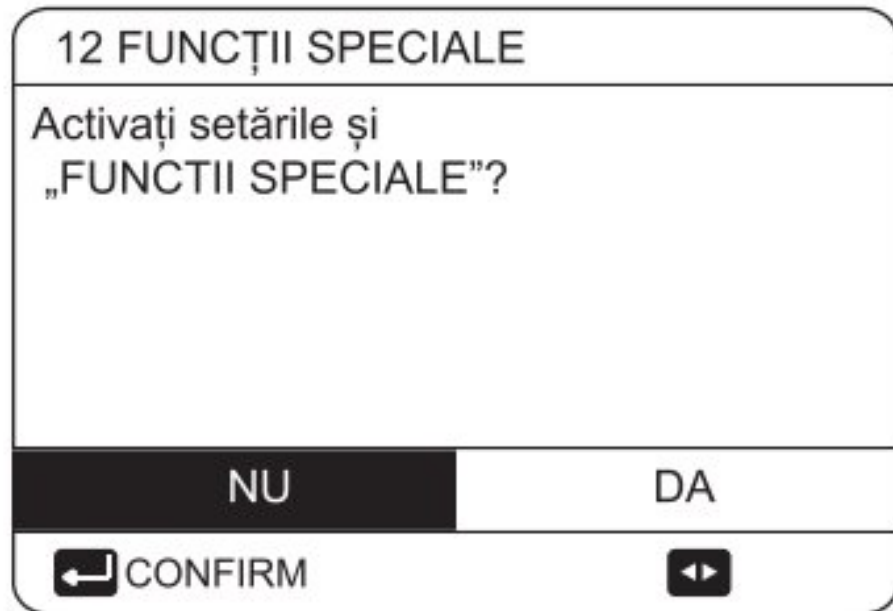 12 FUNCȚII SPECIALE
Activați setările și
„FUNCTII SPECIALE”?
NU DA
CONFIRM